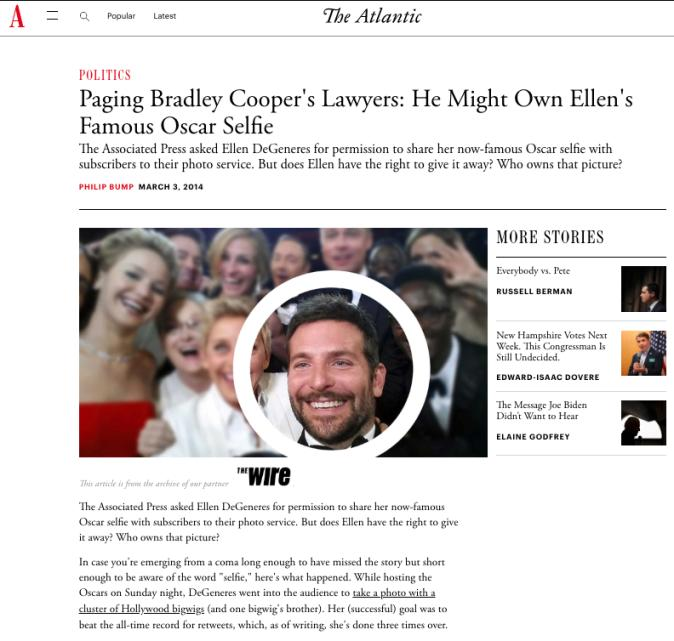 A Popular Latest The Atlantic
POLITICS
Paging Bradley Cooper's Lawyers: He Might Own Ellen's
Famous Oscar Selfie
The Associated Press asked Ellen DeGeneres for permission to share her now-famous Oscar selfie with
subscribers to their photo service. But does Ellen have the right to give it away? Who owns that picture?
PHILIP BUMP MARCH 3, 2014
MORE STORIES
Everybody vs. Pete
RUSSELL BERMAN
New Hampshire Votes Next
Week. This Congressman Is
Still Undecided.
EDWARD-ISAAC DOVERE
The Message Joe Biden
Didn't Want to Hear
ELAINE GODFREY
This article is from the archive of our partner THE WIRE
The Associated Press asked Ellen DeGeneres for permission to share her now-famous
Oscar selfie with subscribers to their photo service. But does Ellen have the right to give
it away? Who owns that picture?
In case you're emerging from a coma long enough to have missed the story but short
enough to be aware of the word "selfie," here's what happened. While hosting the
Oscars on Sunday night, DeGeneres went into the audience to take a photo with a
cluster of Hollywood bigwigs (and one bigwig's brother). Her (successful) goal was to
beat the all-time record for retweets, which, as of writing, she's done three times over.